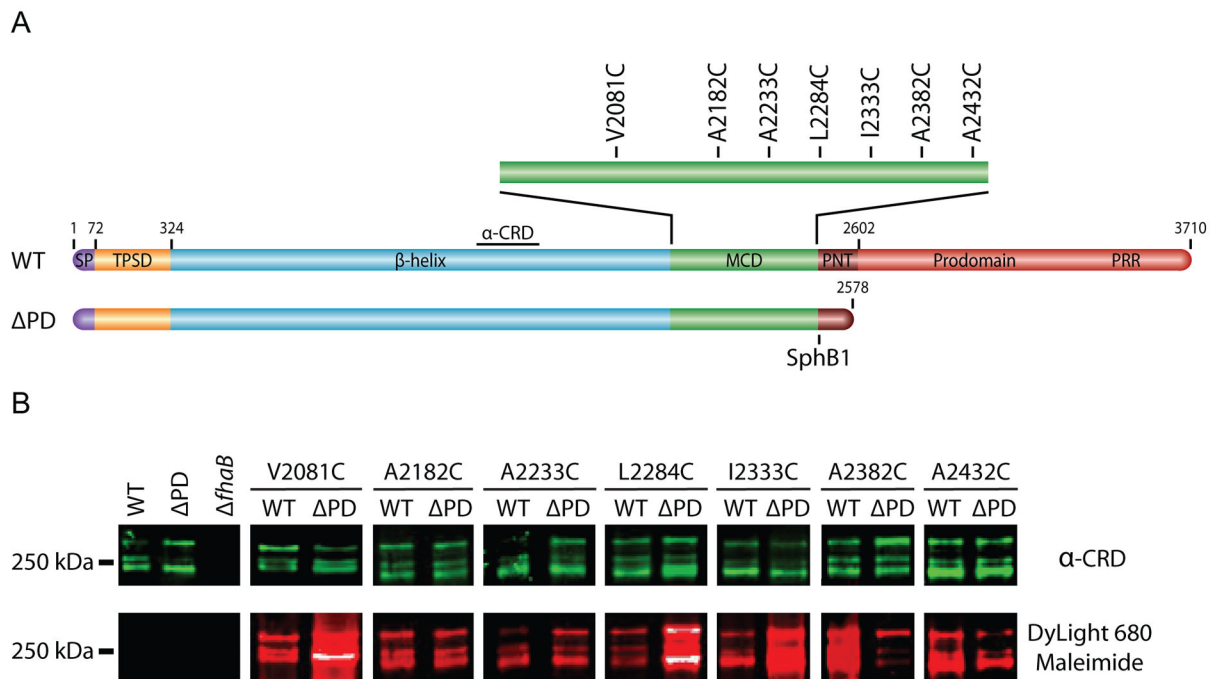 A
V2081C A2182C A2233C L2284C I2333C A2382C A2432C
α-CRD
1 72 324 2602 3710
WT SP TPSD β-helix MCD PNT Prodomain PRR
2578
ΔPD
SphB1
B
V2081C A2182C A2233C L2284C I2333C A2382C A2432C
WT ΔPD ΔfhaB WT ΔPD WT ΔPD WT ΔPD WT ΔPD WT ΔPD WT ΔPD WT ΔPD
250 kDa α-CRD
250 kDa DyLight 680
Maleimide